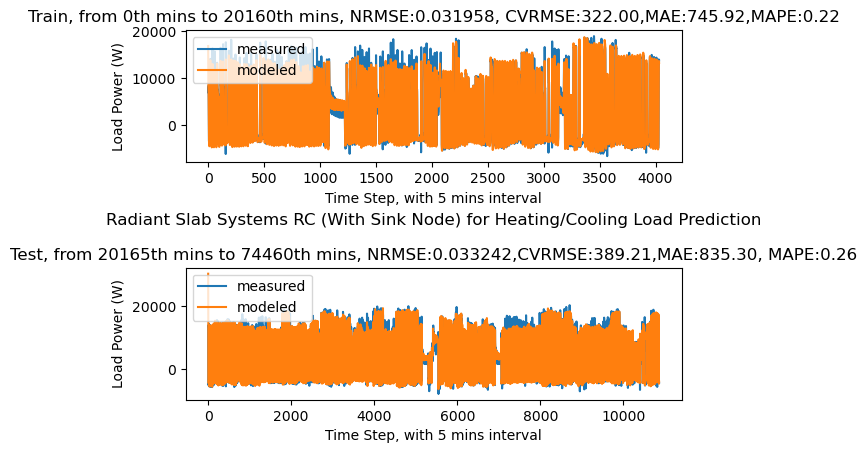 Train, from 0th mins to 20160th mins, NRMSE:0.031958, CVRMSE:322.00,MAE:745.92,MAPE:0.22
20000
10000
0
Load Power (W)
measured
modeled
0 500 1000 1500 2000 2500 3000 3500 4000
Time Step, with 5 mins interval
Radiant Slab Systems RC (With Sink Node) for Heating/Cooling Load Prediction
Test, from 20165th mins to 74460th mins, NRMSE:0.033242,CVRMSE:389.21,MAE:835.30, MAPE:0.26
20000
0
Load Power (W)
measured
modeled
0 2000 4000 6000 8000 10000
Time Step, with 5 mins interval